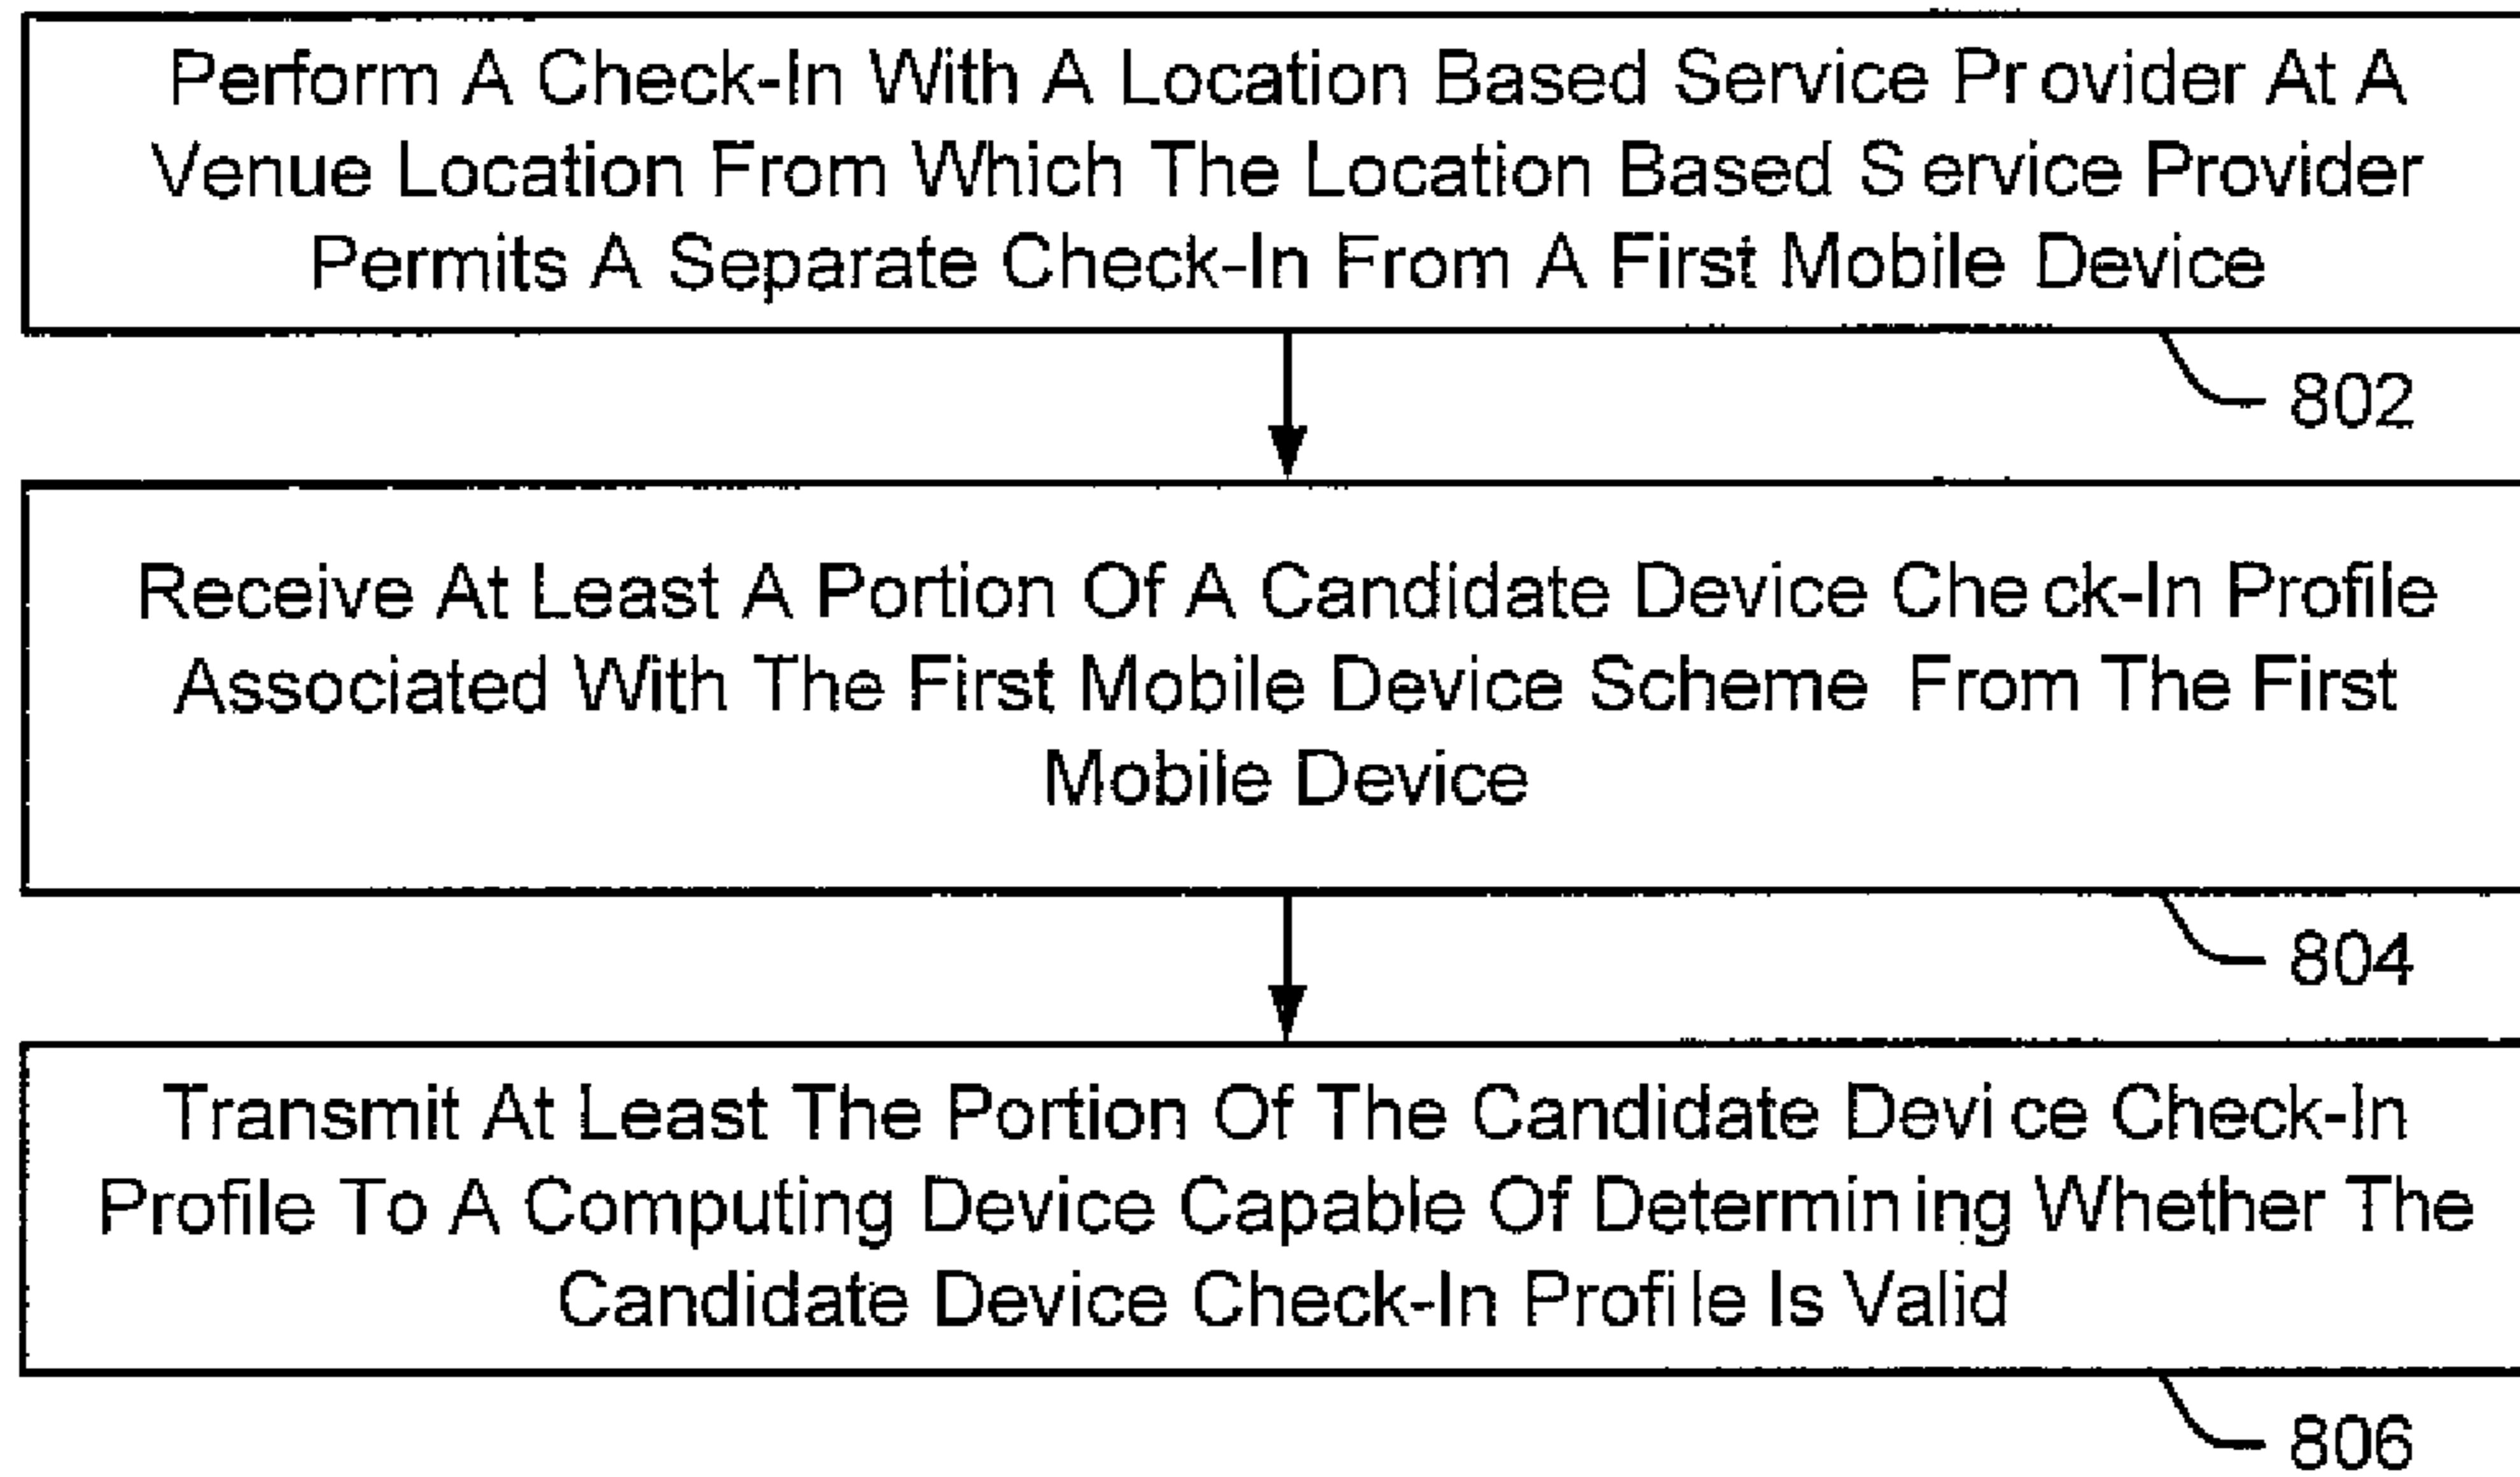 Perform A Check-In With A Location Based Service Provider At A
Venue Location From Which The Location Based Service Provider
Permits A Separate Check-In From A First Mobile Device
802
Receive At Least A Portion Of A Candidate Device Check-In Profile
Associated With The First Mobile Device Scheme From The First
Mobile Device
804
Transmit At Least The Portion Of The Candidate Device Check-In
Profile To A Computing Device Capable Of Determining Whether The
Candidate Device Check-In Profile Is Valid
806